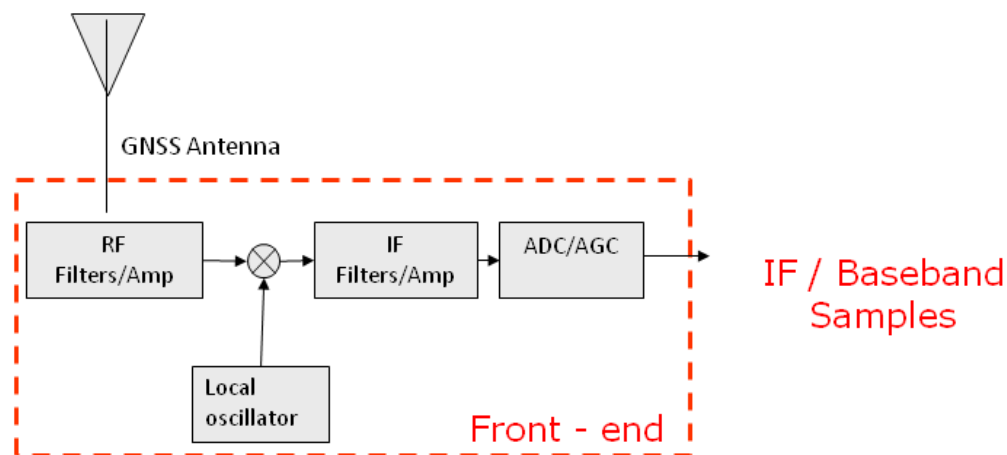 GNSS Antenna
RF
Filters/Amp
IF
Filters/Amp
ADC/AGC
IF / Baseband
Samples
Local
oscillator
Front - end